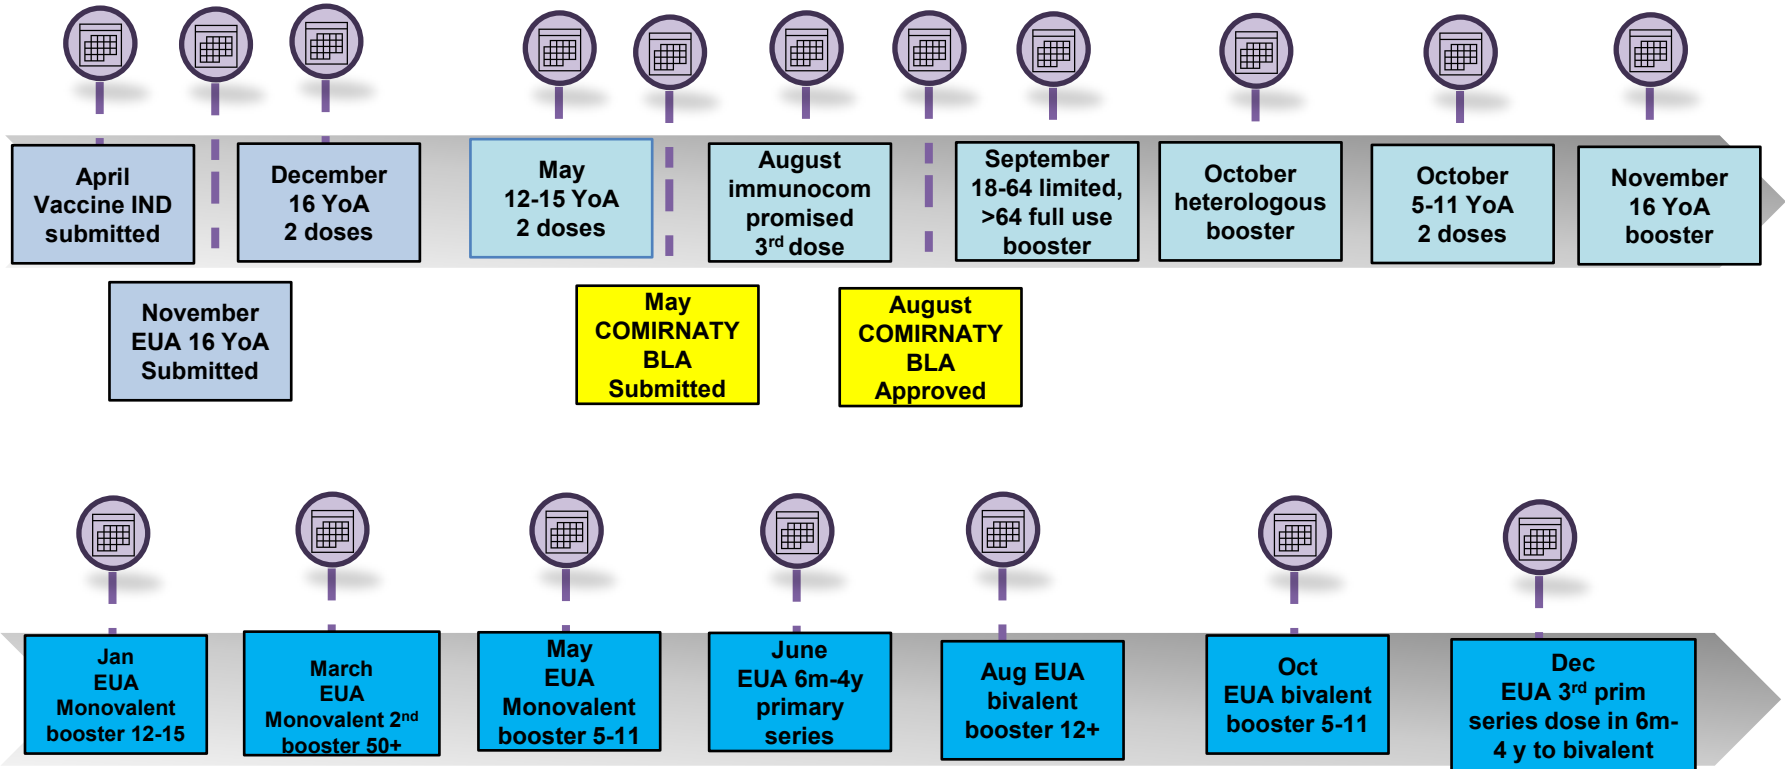 April
Vaccine IND
submitted
November
EUA 16 YoA
Submitted
December
16 YoA
2 doses
May
12-15 YoA
2 doses
May
COMIRNATY
BLA
Submitted
August
immunocom
promised
3rd dose
August
COMIRNATY
BLA
Approved
September
18-64 limited,
>64 full use
booster
October
heterologous
booster
October
5-11 YoA
2 doses
November
16 YoA
booster
Jan
EUA
Monovalent
booster 12-15
March
EUA
Monovalent 2nd
booster 50+
May
EUA
Monovalent
booster 5-11
June
EUA 6m-4y
primary
series
Aug EUA
bivalent
booster 12+
Oct
EUA bivalent
booster 5-11
Dec
EUA 3rd prim
series dose in 6m-
4 y to bivalent